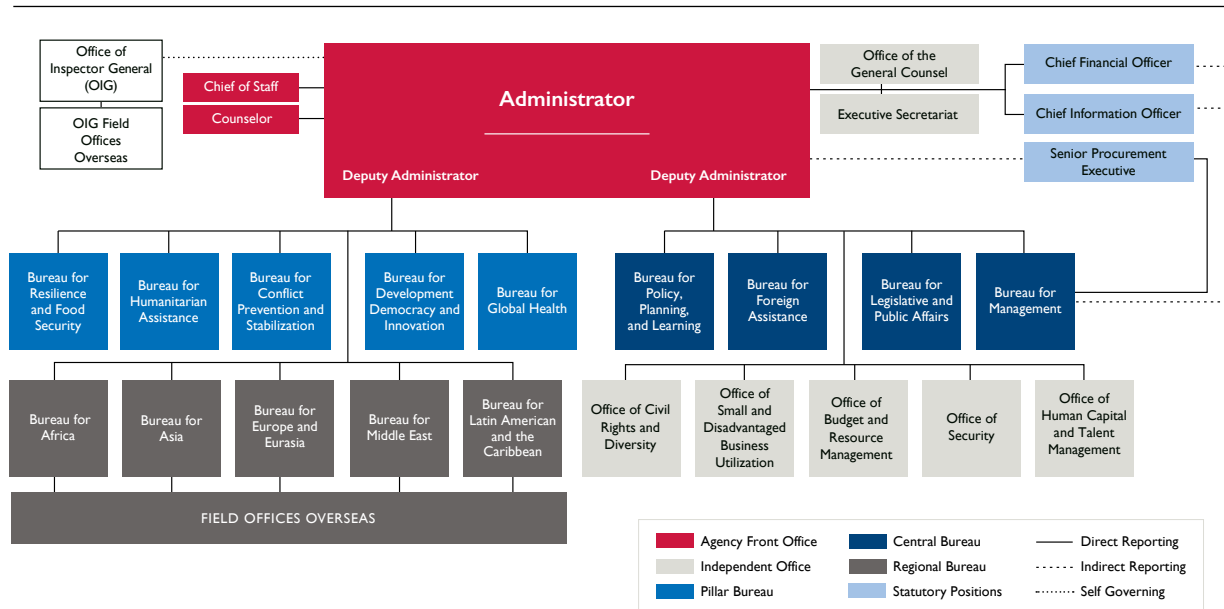 Office of
Inspector General
(OIG)
OIG Field
Offices
Overseas
Chief of Staff
Counselor
Administrator
Deputy Administrator
Deputy Administrator
Office of the
General Counsel
Executive Secretariat
Chief Financial Officer
Chief Information Officer
Senior Procurement
Executive
Bureau for
Resilience
and Food
Security
Bureau for
Humanitarian
Assistance
Bureau for
Conflict
Prevention and
Stabilization
Bureau for
Development
Democracy and
Innovation
Bureau for
Global Health
Bureau for
Policy,
Planning,
and Learning
Bureau for
Foreign
Assistance
Bureau for
Legislative and
Public Affairs
Bureau for
Management
Bureau for
Africa
Bureau for
Asia
Bureau for
Europe and
Eurasia
Bureau for
Middle East
Bureau for
Latin American
and the
Caribbean
Office of Civil
Rights and
Diversity
Office of
Small and
Disadvantaged
Business
Utilization
Office of
Budget and
Resource
Management
Office of
Security
Office of
Human Capital
and Talent
Management
FIELD OFFICES OVERSEAS
Agency Front Office
Independent Office
Pillar Bureau
Central Bureau
Regional Bureau
Statutory Positions
Direct Reporting
Indirect Reporting
Self Governing